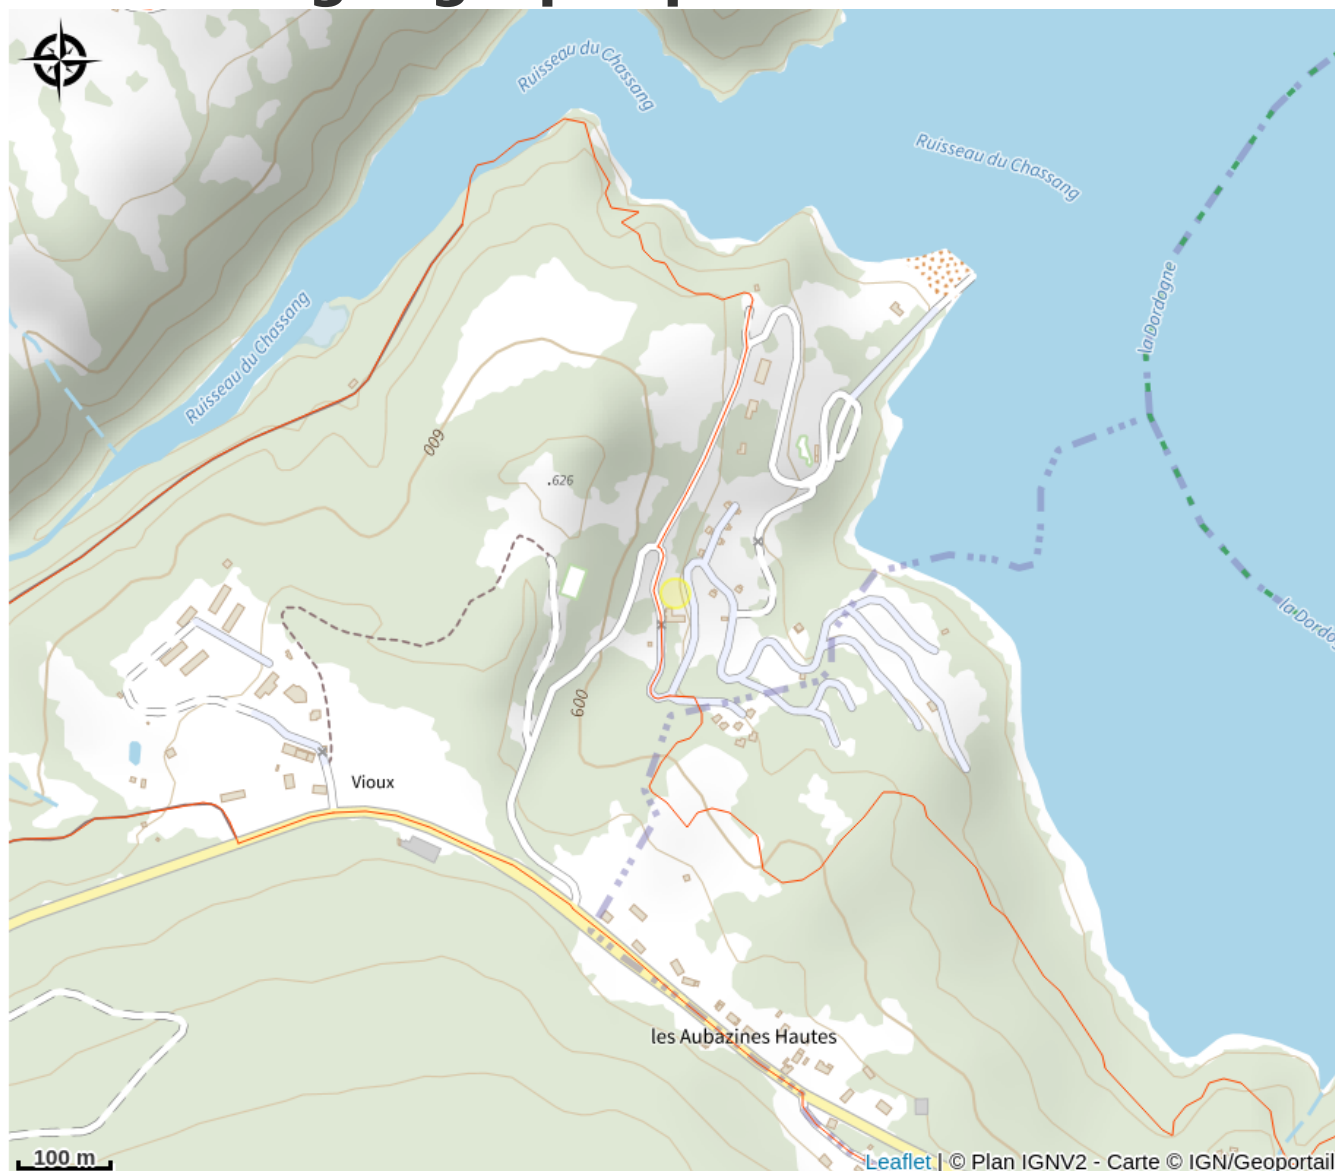 Ruisseau du Chassang
Ruisseau du Chassang
la Dordogne
Ruisseau du Chassang
600
.626
la Dordo
600
Vioux
les Aubazines Hautes
100 m
Leaflet | © Plan IGNV2 - Carte © IGN/Geoportail